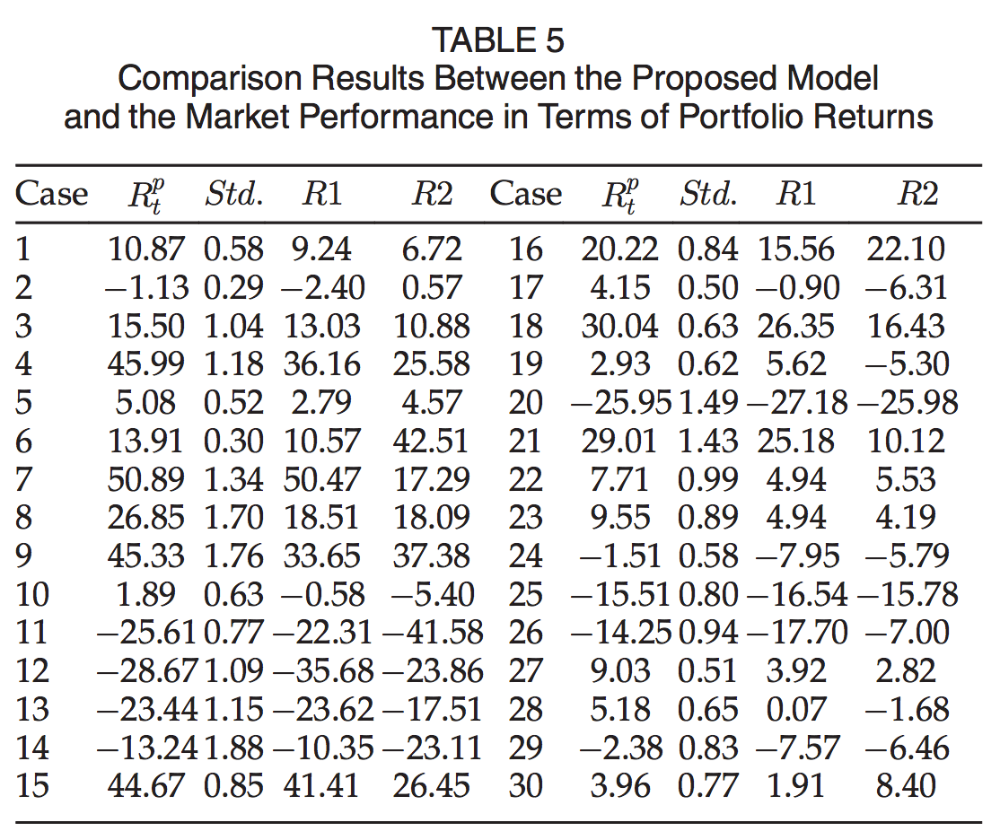 TABLE 5
Comparison Results Between the Proposed Model
and the Market Performance in Terms of Portfolio Returns
Case R_t^p Std. R1 R2 Case R_t^p Std. R1 R2
1 10.87 0.58 9.24 6.72 16 20.22 0.84 15.56 22.10
2 −1.13 0.29 −2.40 0.57 17 4.15 0.50 −0.90 −6.31
3 15.50 1.04 13.03 10.88 18 30.04 0.63 26.35 16.43
4 45.99 1.18 36.16 25.58 19 2.93 0.62 5.62 −5.30
5 5.08 0.52 2.79 4.57 20 −25.95 1.49 −27.18 −25.98
6 13.91 0.30 10.57 42.51 21 29.01 1.43 25.18 10.12
7 50.89 1.34 50.47 17.29 22 7.71 0.99 4.94 5.53
8 26.85 1.70 18.51 18.09 23 9.55 0.89 4.94 4.19
9 45.33 1.76 33.65 37.38 24 −1.51 0.58 −7.95 −5.79
10 1.89 0.63 −0.58 −5.40 25 −15.51 0.80 −16.54 −15.78
11 −25.61 0.77 −22.31 −41.58 26 −14.25 0.94 −17.70 −7.00
12 −28.67 1.09 −35.68 −23.86 27 9.03 0.51 3.92 2.82
13 −23.44 1.15 −23.62 −17.51 28 5.18 0.65 0.07 −1.68
14 −13.24 1.88 −10.35 −23.11 29 −2.38 0.83 −7.57 −6.46
15 44.67 0.85 41.41 26.45 30 3.96 0.77 1.91 8.40